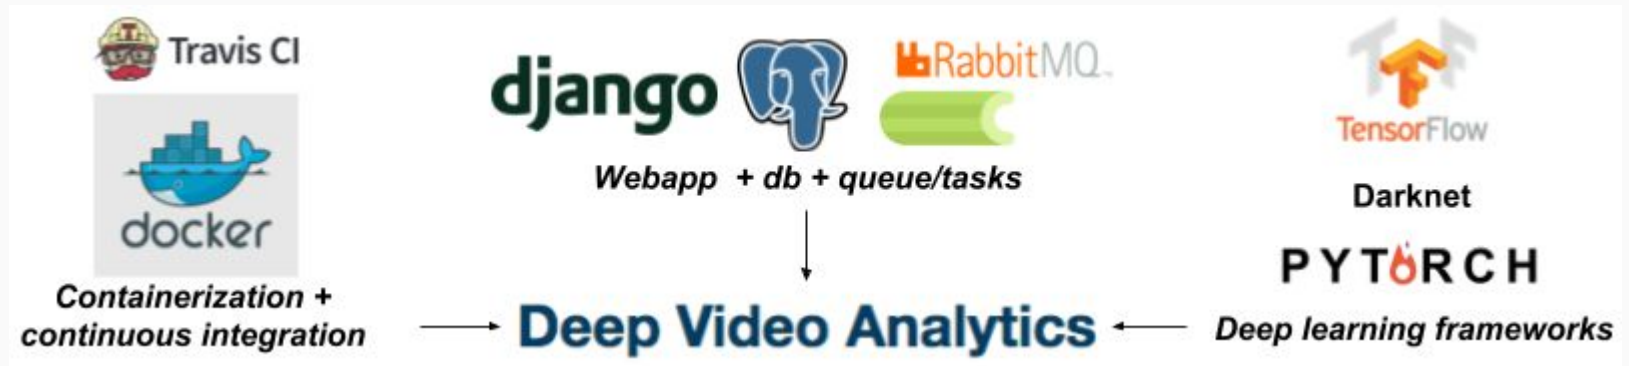 Travis CI
docker
Containerization +
continuous integration
django
RabbitMQ
Webapp + db + queue/tasks
Deep Video Analytics
TensorFlow
Darknet
PYTORCH
Deep learning frameworks